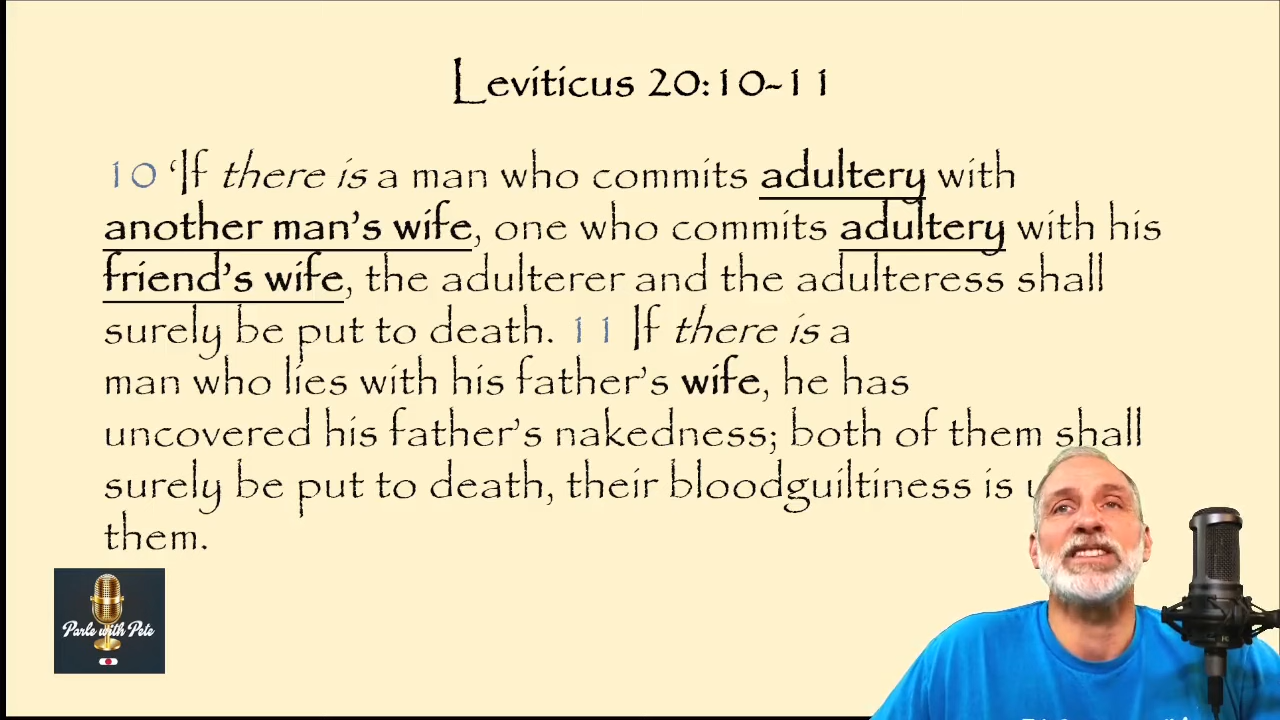 Leviticus 20:10-11
10 ‘If there is a man who commits adultery with
another man’s wife, one who commits adultery with his
friend’s wife, the adulterer and the adulteress shall
surely be put to death. 11 If there is a
man who lies with his father’s wife, he has
uncovered his father’s nakedness; both of them shall
surely be put to death, their bloodguiltiness is
them.
Parle with Pete